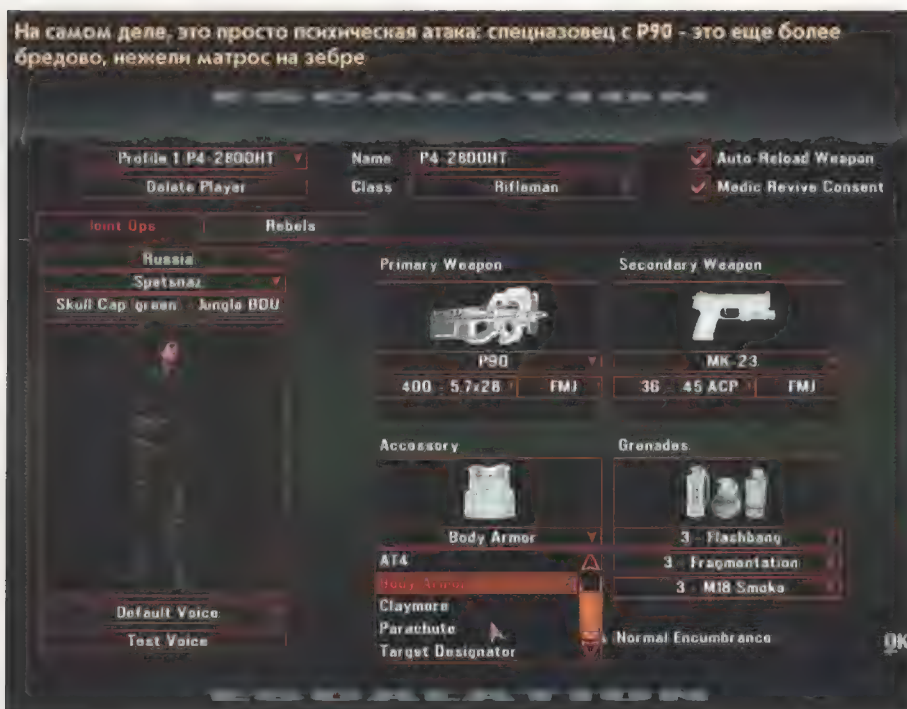 На самом деле, это просто психическая атака: спецназовец с P90 - это еще более
бредово, нежели матрос на зебре
Profile 1 P4-2800HT
Name
P4-2800HT
Auto-Reload Weapon
Delete Player
Class
Rifleman
Medic Revive Consent
Joint Ops
Rebels
Russia
Spetsnaz
Skull Cap green
Jungle BDU
Primary Weapon
Secondary Weapon
P90
MK-23
400 - 5.7x28
FMJ
36 - .45 ACP
FMJ
Accessory
Grenades
Body Armor
3 - Flashbang
AT4
3 - Fragmentation
Body Armor
3 - M18 Smoke
Claymore
Parachute
Target Designator
Normal Encumbrance
Default Voice
Test Voice
OK